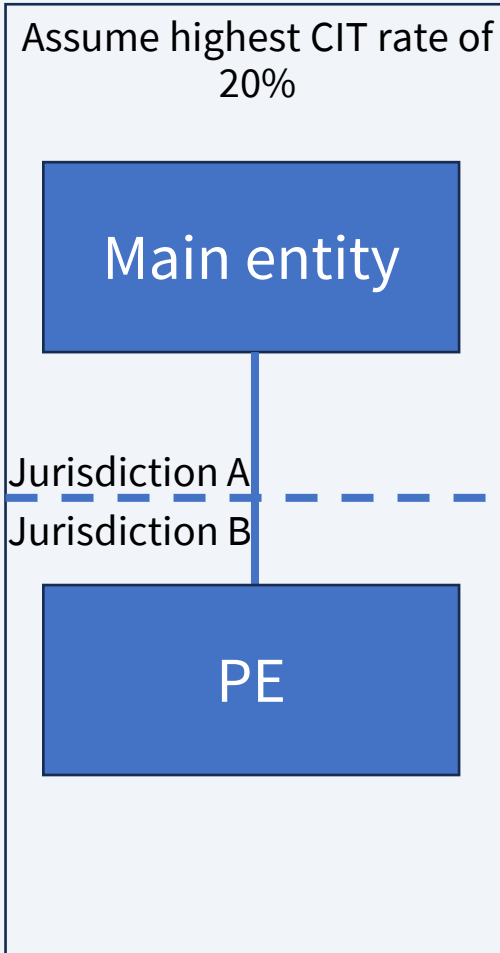 Assume highest CIT rate of
20%
Main entity
Jurisdiction A
Jurisdiction B
PE